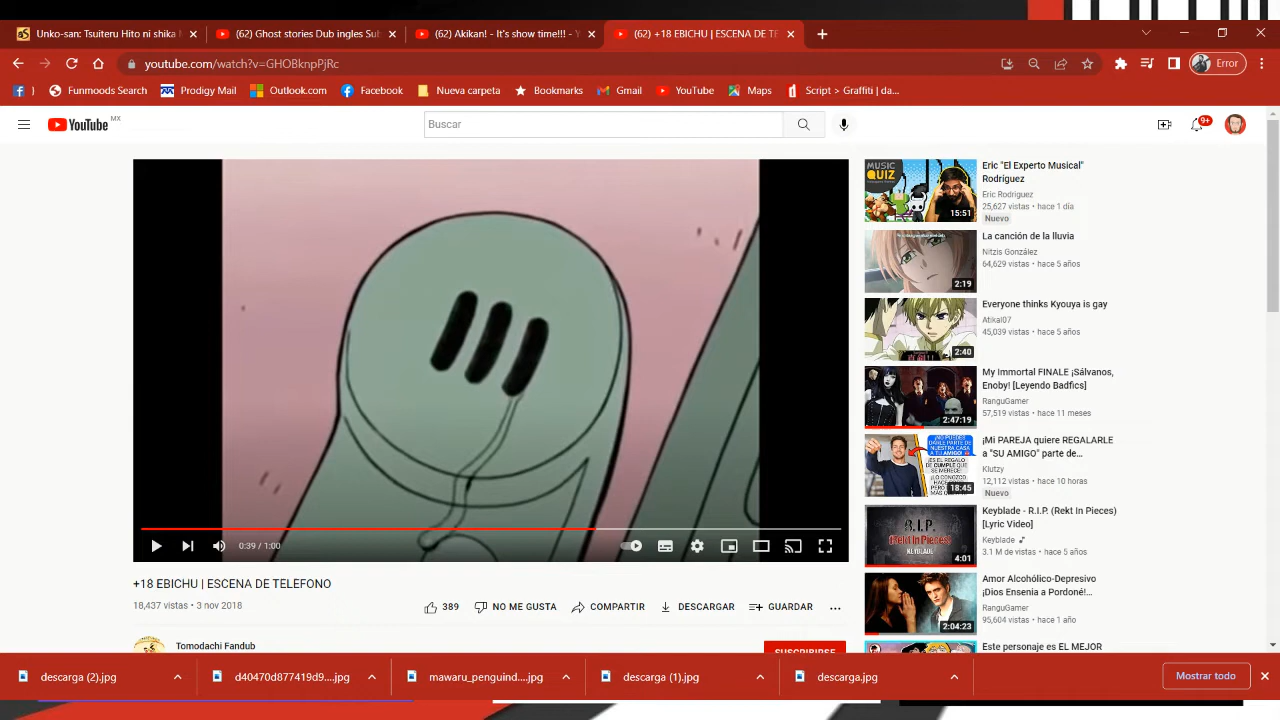 Unko-san: Tsuiteru Hito ni shika
(62) Ghost stories Dub ingles Sub
(62) Akikan! - It's show time!!! - Y
(62) +18 EBICHU | ESCENA DE TE
youtube.com/watch?v=GHOBknpPjRc
Error
)
Funmoods Search
Prodigy Mail
Outlook.com
Facebook
Nueva carpeta
Bookmarks
Gmail
YouTube
Maps
Script > Graffiti | da...
YouTube MX
Buscar
9+
MUSIC
QUIZ
15:51
Eric "El Experto Musical"
Rodríguez
Eric Rodriguez
25,627 vistas • hace 1 día
Nuevo
2:19
La canción de la lluvia
Nitzis González
64,629 vistas • hace 5 años
2:40
Everyone thinks Kyouya is gay
Atikal07
45,039 vistas • hace 5 años
2:47:19
My Immortal FINALE ¡Sálvanos,
Enoby! [Leyendo Badfics]
RanguGamer
57,519 vistas • hace 11 meses
18:45
¡Mi PAREJA quiere REGALARLE
a "SU AMIGO" parte de...
Klutzy
12,112 vistas • hace 10 horas
Nuevo
R.I.P.
(Rekt In Pieces)
KEYBLADE
4:01
Keyblade - R.I.P. (Rekt In Pieces)
[Lyric Video]
Keyblade
3.1 M de vistas • hace 5 años
2:04:23
Amor Alcohólico-Depresivo
¡Dios Ensenia a Pordoné!...
RanguGamer
95,604 vistas • hace 1 año
Este personaje es EL MEJOR
0:39 / 1:00
+18 EBICHU | ESCENA DE TELEFONO
18,437 vistas • 3 nov 2018
389
NO ME GUSTA
COMPARTIR
DESCARGAR
GUARDAR
Tomodachi Fandub
SUSCRIBIRSE
descarga (2).jpg
d40470d877419d9....jpg
mawaru_penguind....jpg
descarga (1).jpg
descarga.jpg
Mostrar todo